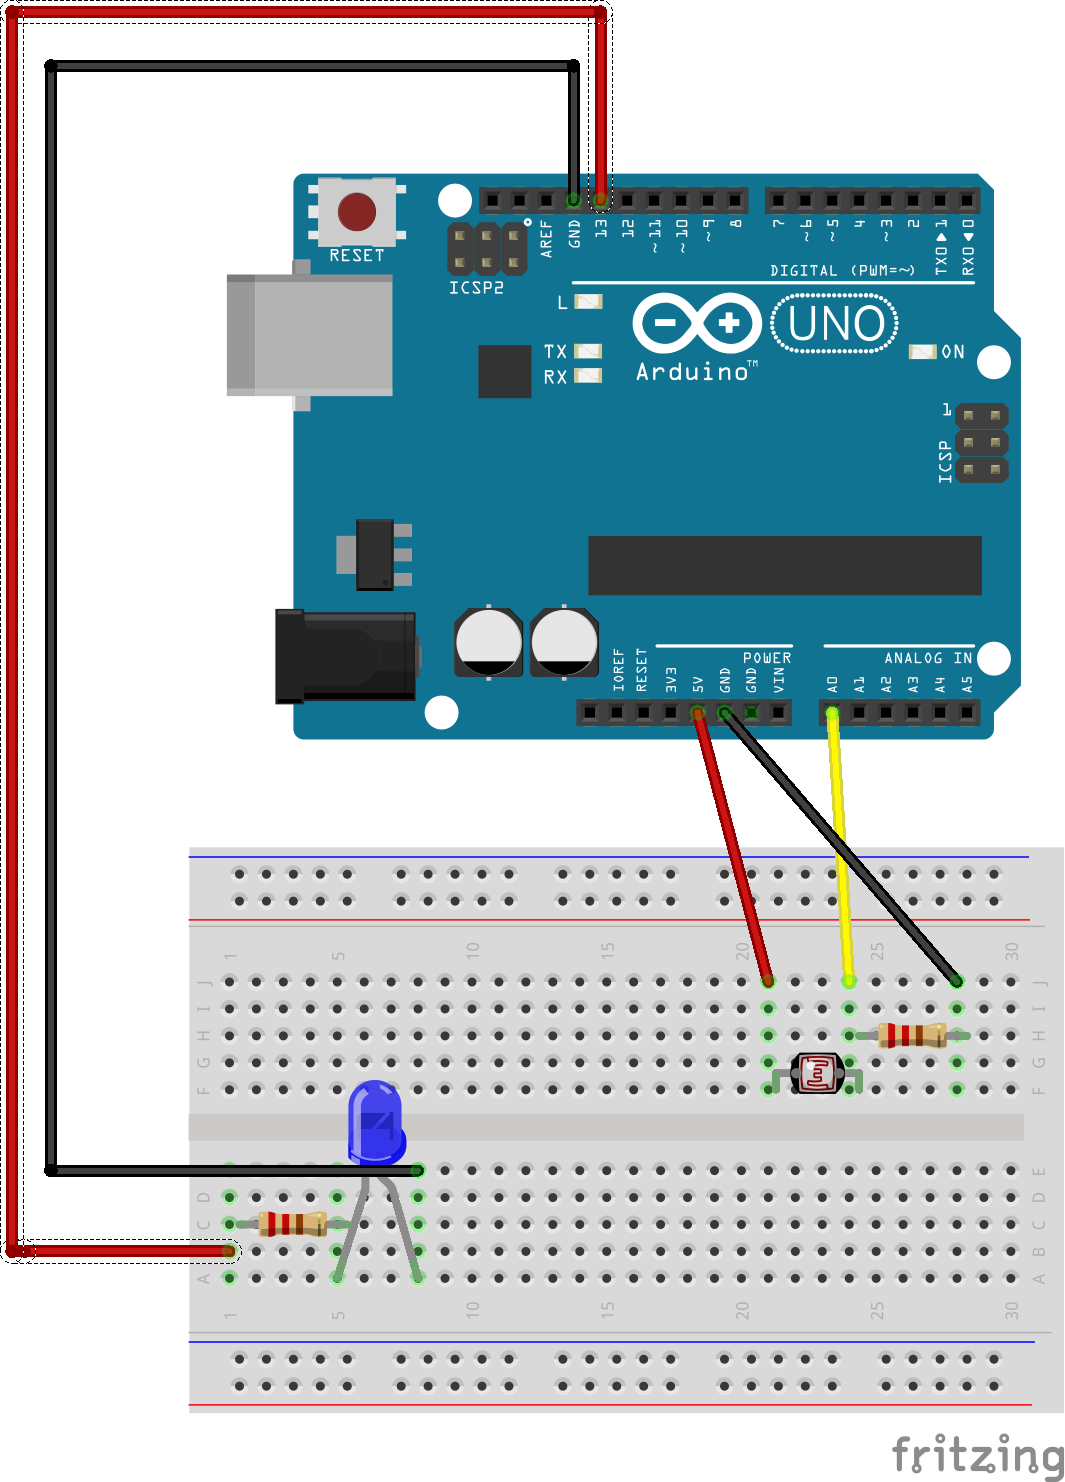 RESET
ICSP2
AREF
GND
13
12
~11
~10
~9
8
7
~6
~5
4
~3
2
TX0▶1
RX0◀0
DIGITAL (PWM=~)
L
TX
RX
UNO
Arduino™
ON
1
ICSP
IOREF
RESET
3V3
5V
GND
GND
VIN
POWER
A0
A1
A2
A3
A4
A5
ANALOG IN
1 5 10 15 20 25 30
J J
I I
H H
G G
F F
E
D D
C C
B
A A
1 5 10 15 20 25 30
fritzing